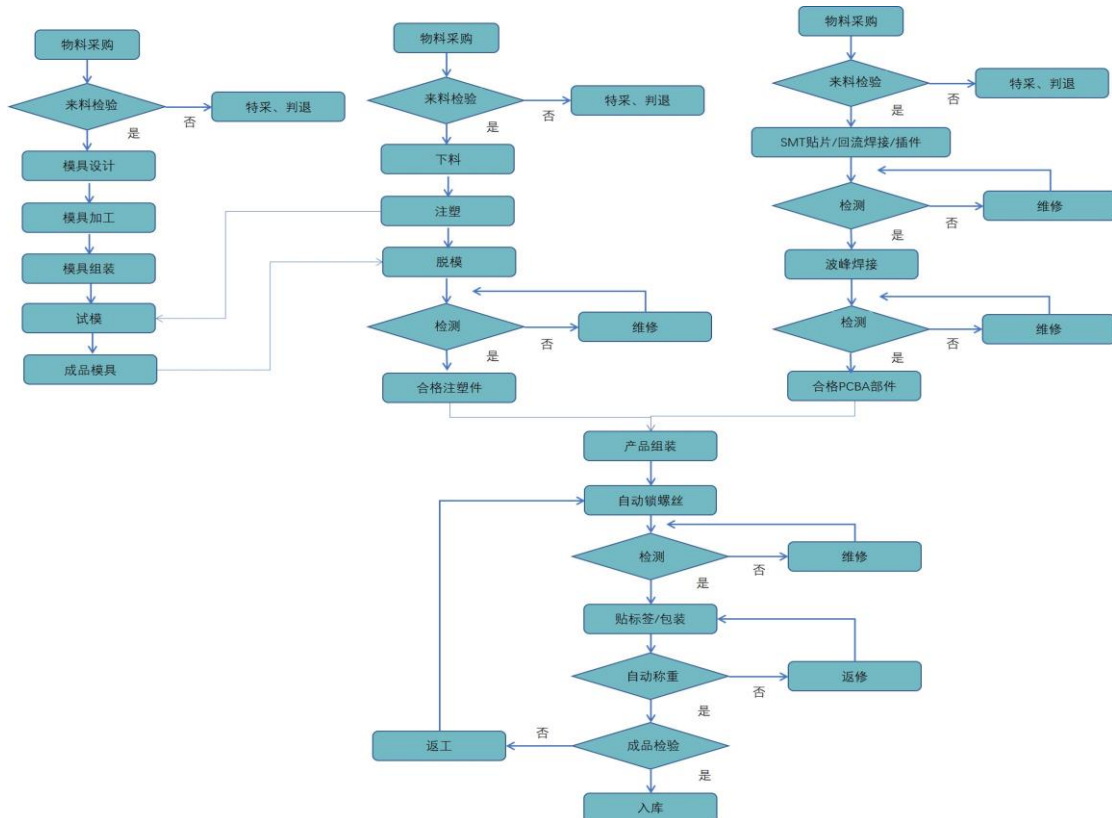 物料采购
来料检验
否
特采、判退
是
模具设计
模具加工
模具组装
试模
成品模具
物料采购
来料检验
否
特采、判退
是
下料
注塑
脱模
检测
否
维修
是
合格注塑件
物料采购
来料检验
否
特采、判退
是
SMT贴片/回流焊接/插件
检测
否
维修
是
波峰焊接
检测
否
维修
是
合格PCBA部件
产品组装
自动锁螺丝
检测
否
维修
是
贴标签/包装
自动称重
否
返修
是
成品检验
否
返工
是
入库